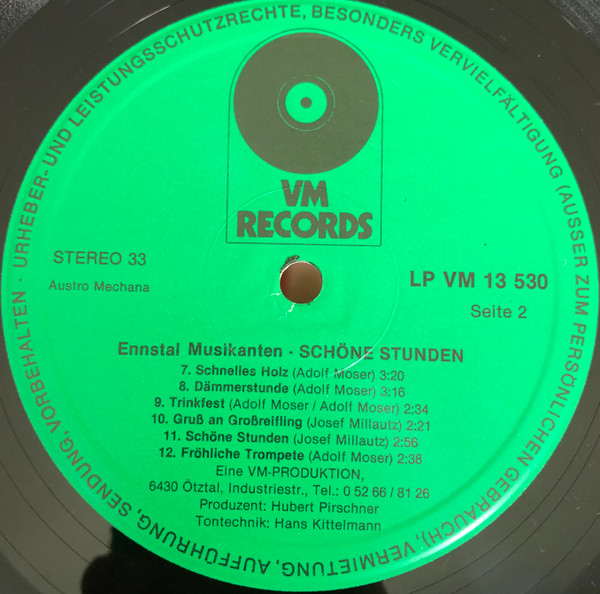 URHEBER- UND LEISTUNGSSCHUTZRECHTE, BESONDERS VERVIELFÄLTIGUNG (AUSSER ZUM PERSÖNLICHEN GEBRAUCH), VERMIETUNG, AUFFÜHRUNG, SENDUNG, VORBEHALTEN ·
VM
RECORDS
STEREO 33
LP VM 13 530
Austro Mechana
Seite 2
Ennstal Musikanten · SCHÖNE STUNDEN
7. Schnelles Holz (Adolf Moser) 3:20
8. Dämmerstunde (Adolf Moser) 3:16
9. Trinkfest (Adolf Moser / Adolf Moser) 2:34
10. Gruß an Großreifling (Josef Millautz) 2:21
11. Schöne Stunden (Josef Millautz) 2:56
12. Fröhliche Trompete (Adolf Moser) 2:38
Eine VM-PRODUKTION,
6430 Ötztal, Industriestr., Tel.: 0 52 66 / 81 26
Produzent: Hubert Pirschner
Tontechnik: Hans Kittelmann